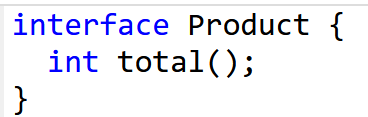 interface Product {
  int total();
}